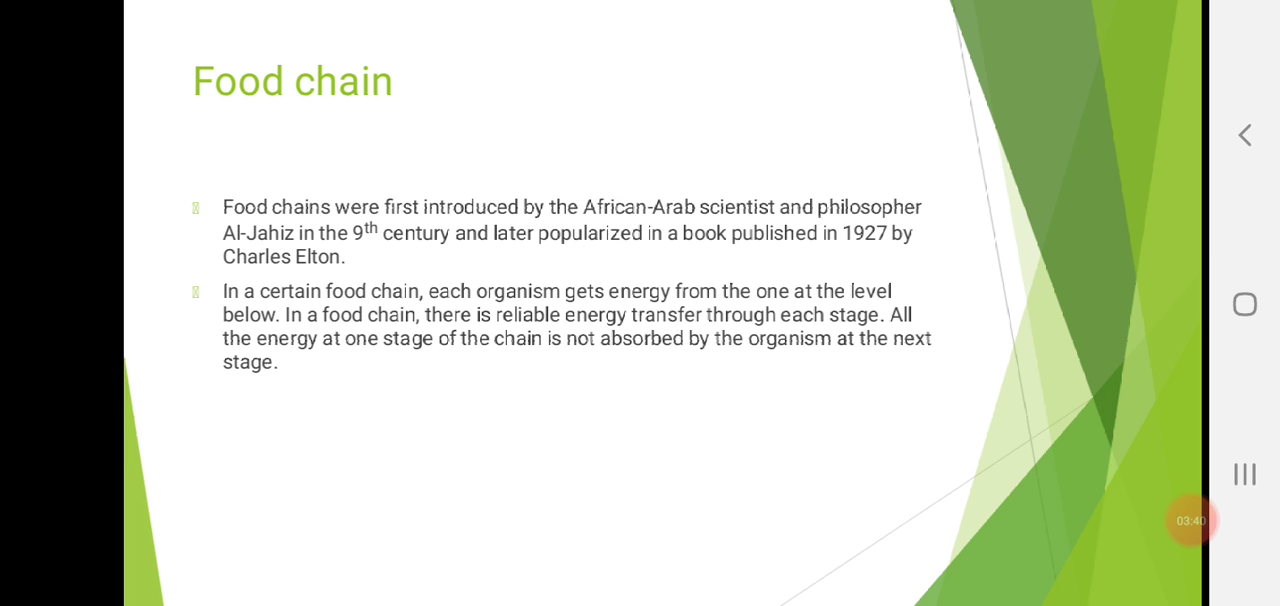 Food chain
Food chains were first introduced by the African-Arab scientist and philosopher
Al-Jahiz in the 9th century and later popularized in a book published in 1927 by
Charles Elton.
In a certain food chain, each organism gets energy from the one at the level
below. In a food chain, there is reliable energy transfer through each stage. All
the energy at one stage of the chain is not absorbed by the organism at the next
stage.
03:40